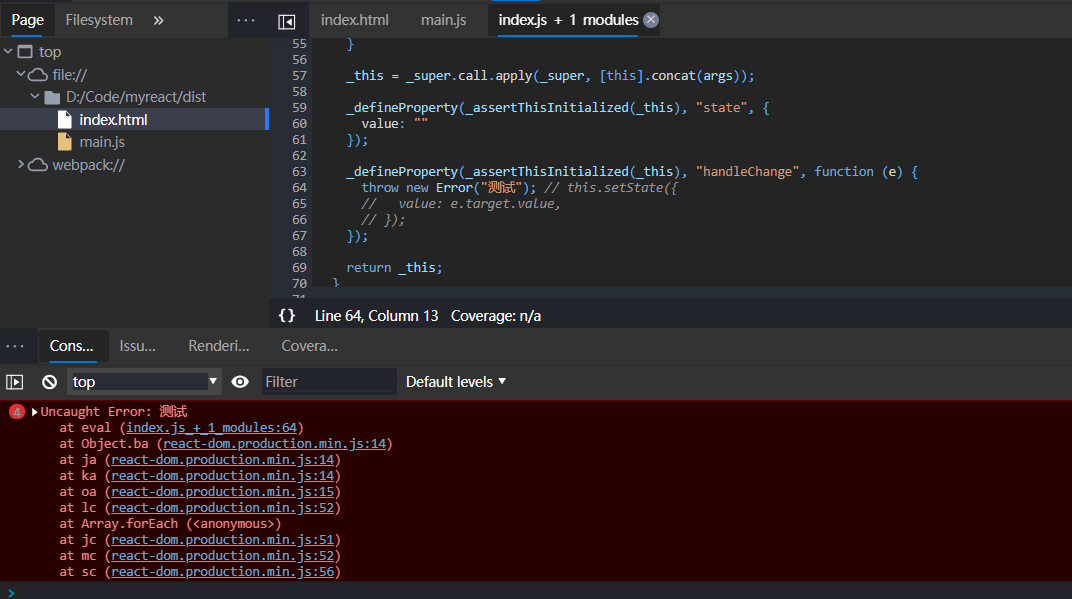 Page Filesystem » ··· index.html main.js index.js + 1 modules
top
file://
D:/Code/myreact/dist
index.html
main.js
webpack://
55 }
56
57 _this = _super.call.apply(_super, [this].concat(args));
58
59 _defineProperty(_assertThisInitialized(_this), "state", {
60 value: ""
61 });
62
63 _defineProperty(_assertThisInitialized(_this), "handleChange", function (e) {
64 throw new Error("测试"); // this.setState({
65 // value: e.target.value,
66 // });
67 });
68
69 return _this;
70 }
71
{} Line 64, Column 13 Coverage: n/a
··· Cons... Issu... Renderi... Covera...
top Filter Default levels
4 Uncaught Error: 测试
at eval (index.js_+_1_modules:64)
at Object.ba (react-dom.production.min.js:14)
at ja (react-dom.production.min.js:14)
at ka (react-dom.production.min.js:14)
at oa (react-dom.production.min.js:15)
at lc (react-dom.production.min.js:52)
at Array.forEach (<anonymous>)
at jc (react-dom.production.min.js:51)
at mc (react-dom.production.min.js:52)
at sc (react-dom.production.min.js:56)
>